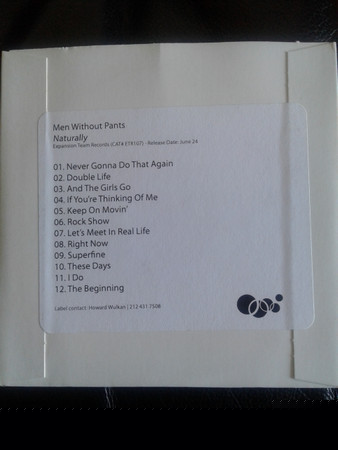 Men Without Pants
Naturally
Expansion Team Records (CAT# ETR107) - Release Date: June 24
01. Never Gonna Do That Again
02. Double Life
03. And The Girls Go
04. If You're Thinking Of Me
05. Keep On Movin'
06. Rock Show
07. Let's Meet In Real Life
08. Right Now
09. Superfine
10. These Days
11. I Do
12. The Beginning
Label contact: Howard Wulkan | 212 651 7508